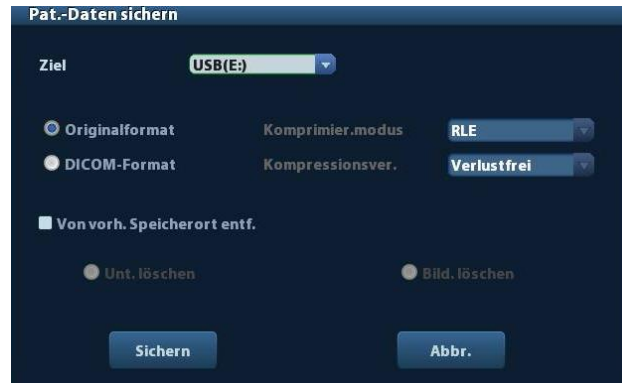 Pat.-Daten sichern
Ziel USB(E:)
Originalformat Komprimier.modus RLE
DICOM-Format Kompressionsver. Verlustfrei
Von vorh. Speicherort entf.
Unt. löschen Bild. löschen
Sichern Abbr.